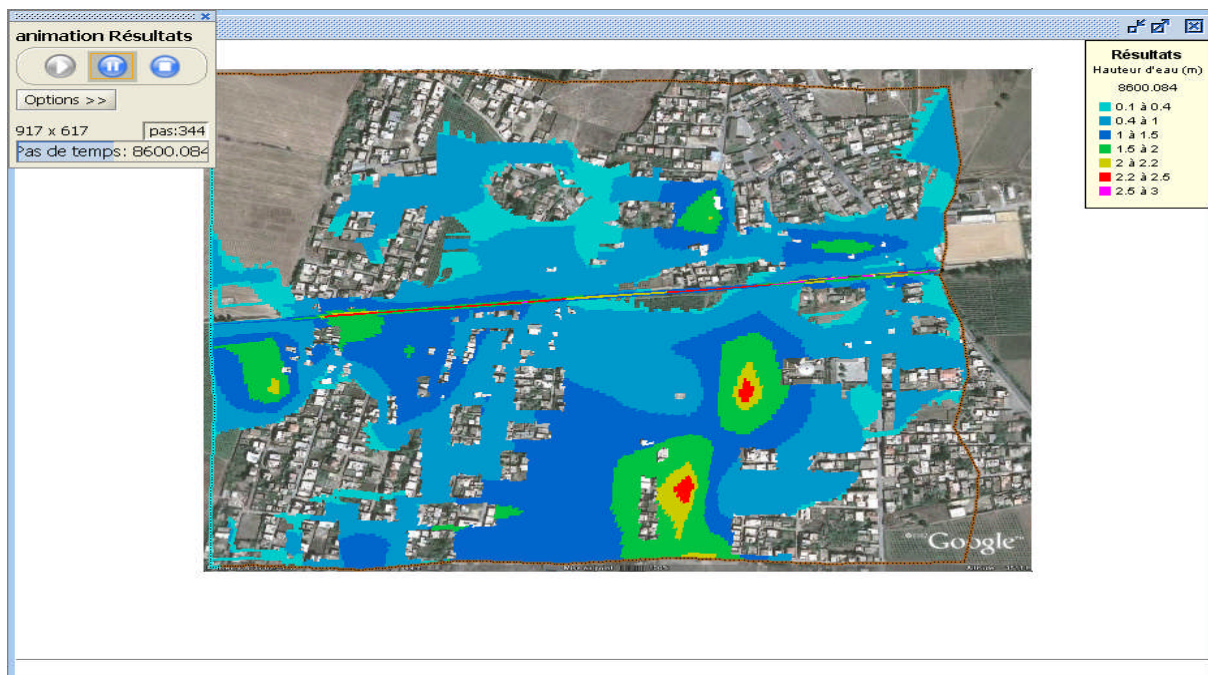 animation Résultats
Options >>
917 x 617
pas:344
Pas de temps: 8600.084
Résultats
Hauteur d'eau (m)
8600.084
0.1 à 0.4
0.4 à 1
1 à 1.5
1.5 à 2
2 à 2.2
2.2 à 2.5
2.5 à 3
Google